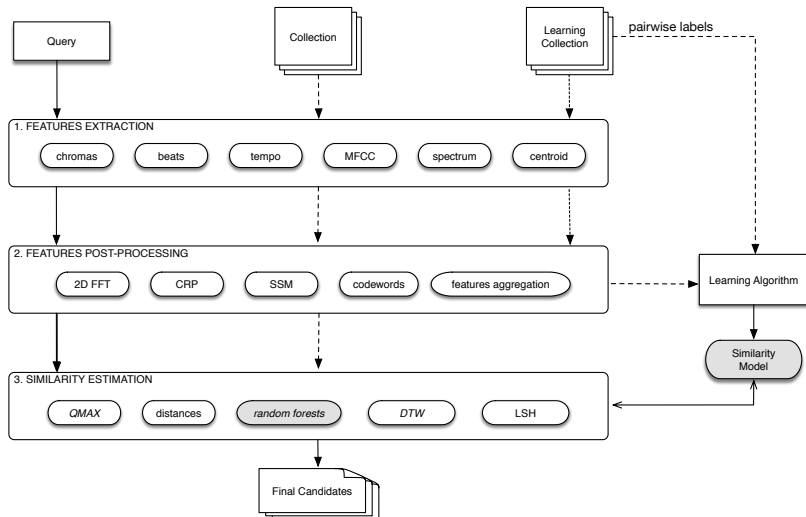 Query
Collection
Learning
Collection
pairwise labels
1. FEATURES EXTRACTION
chromas
beats
tempo
MFCC
spectrum
centroid
2. FEATURES POST-PROCESSING
2D FFT
CRP
SSM
codewords
features aggregation
Learning Algorithm
Similarity
Model
3. SIMILARITY ESTIMATION
QMAX
distances
random forests
DTW
LSH
Final Candidates